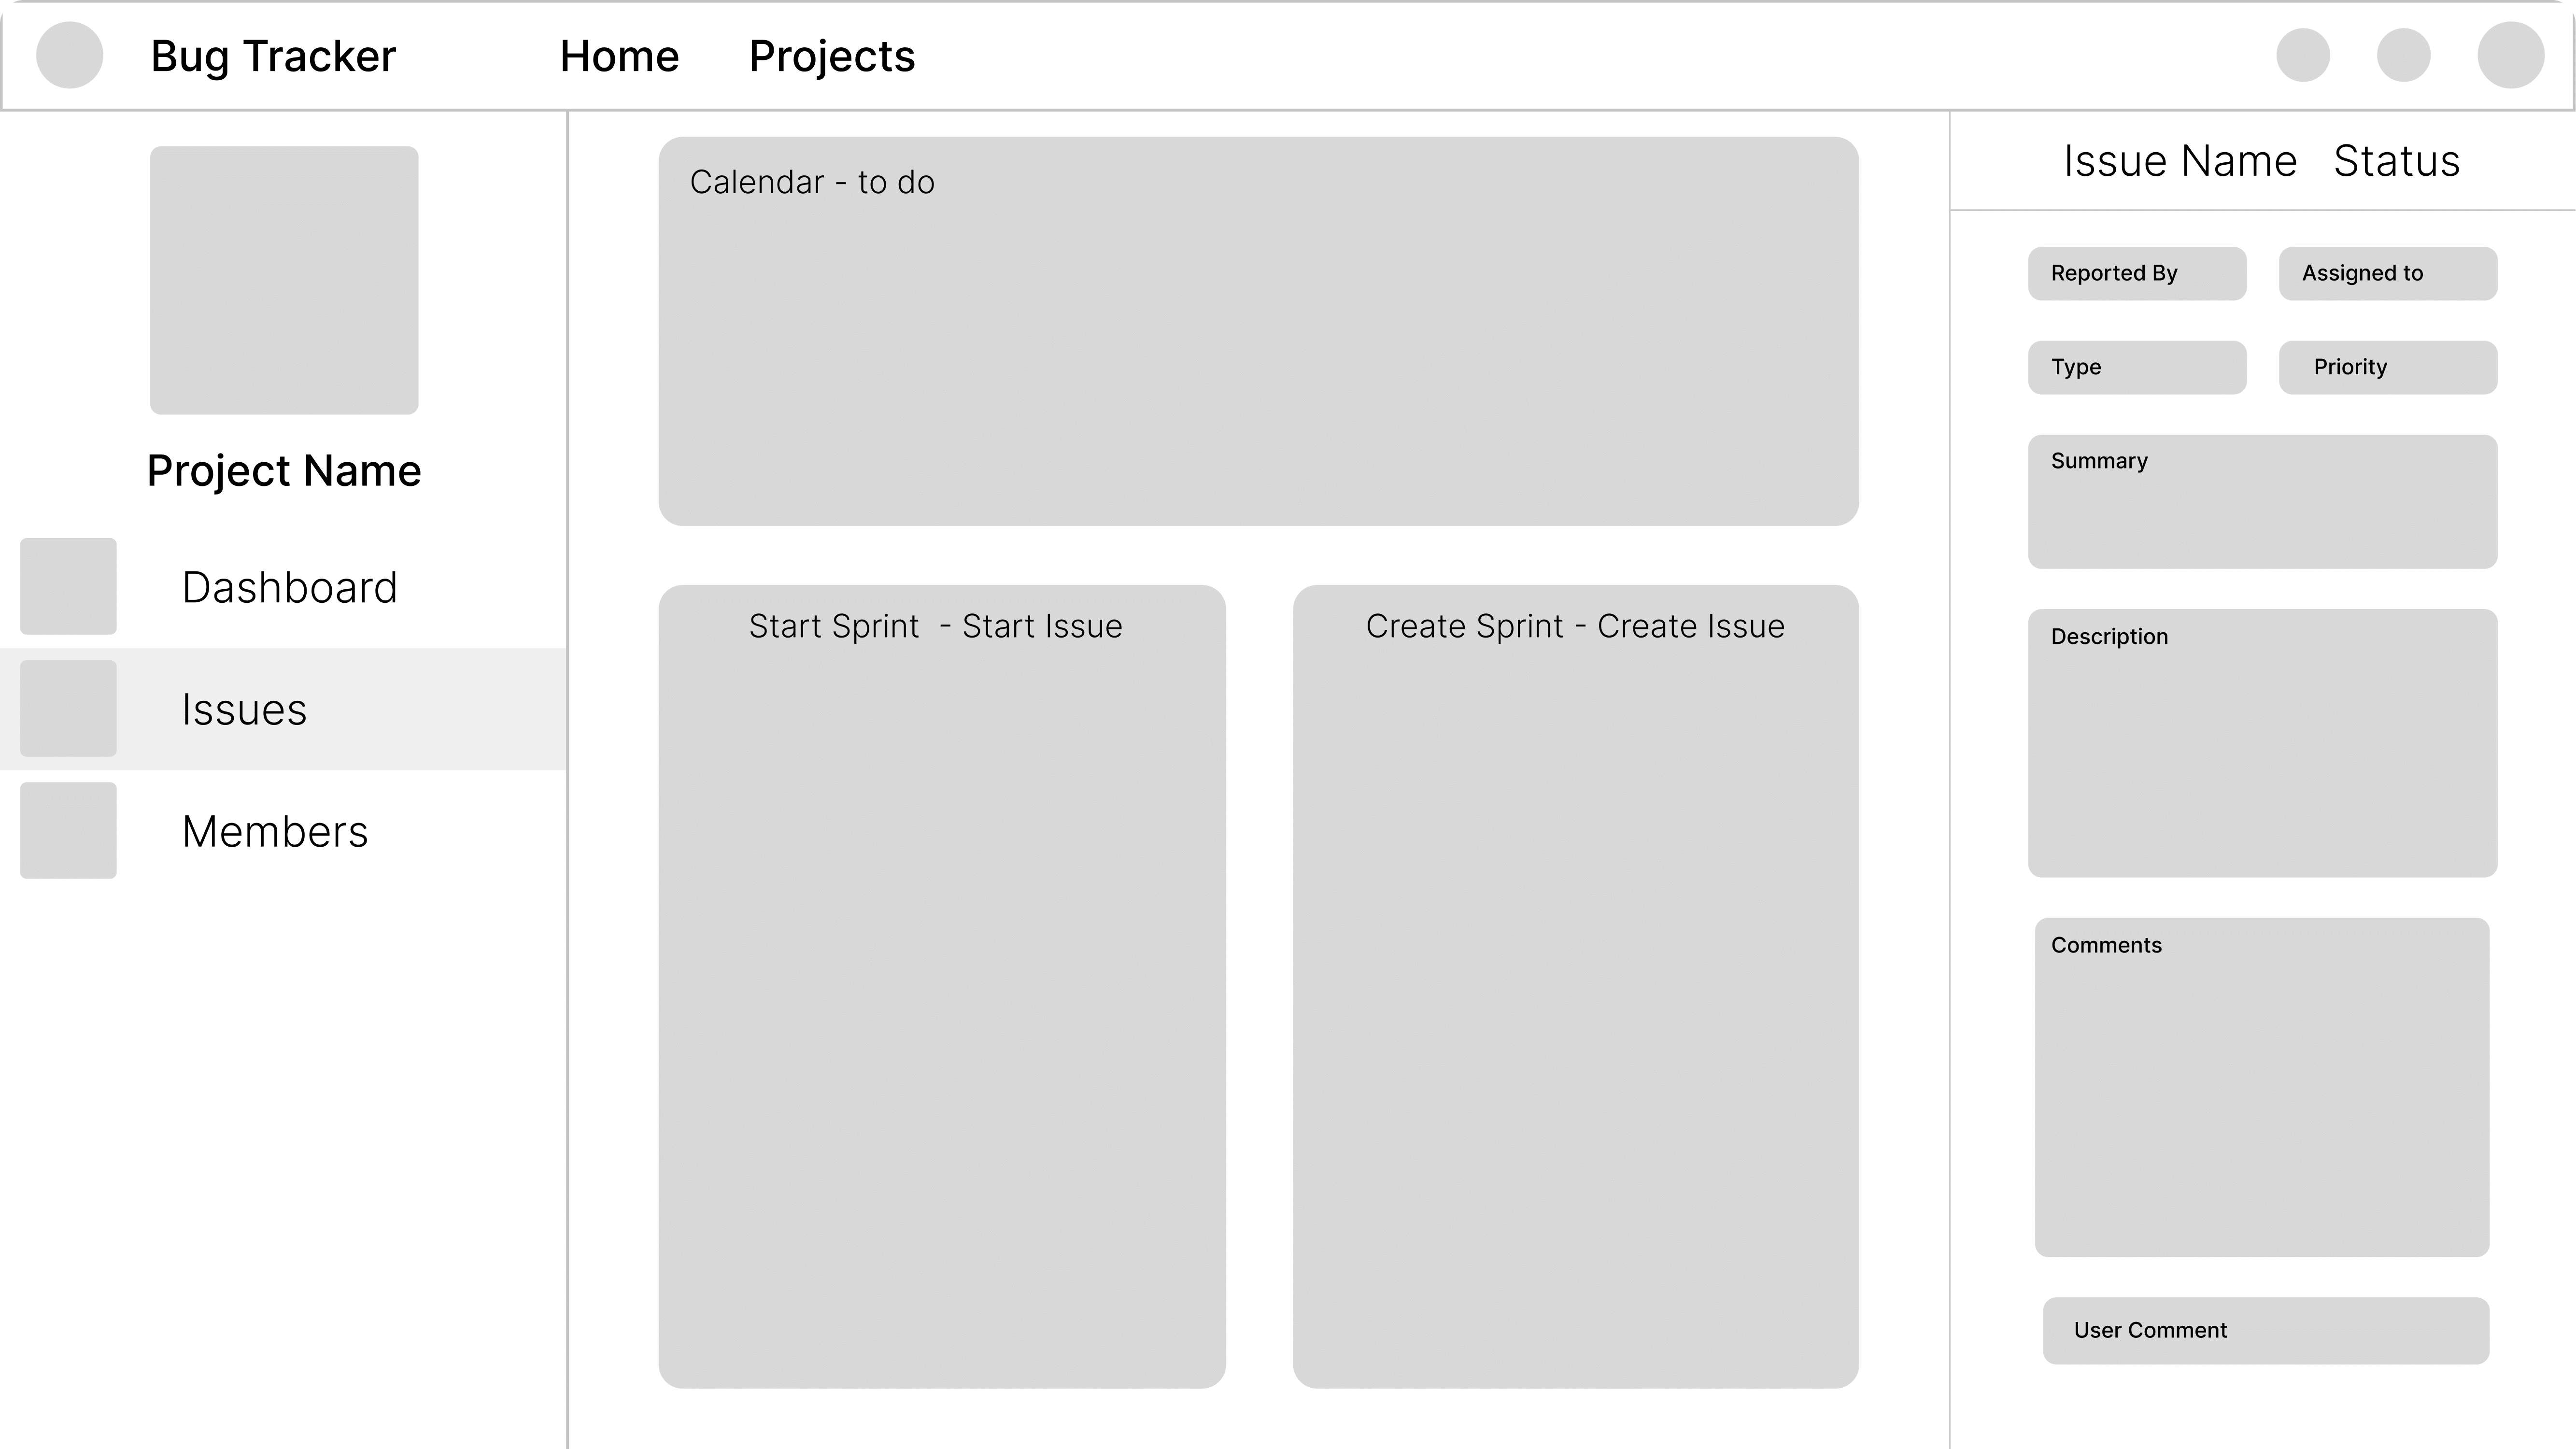 Bug Tracker
Home
Projects
Project Name
Dashboard
Issues
Members
Calendar - to do
Start Sprint  - Start Issue
Create Sprint - Create Issue
Issue Name
Status
Reported By
Assigned to
Type
Priority
Summary
Description
Comments
User Comment